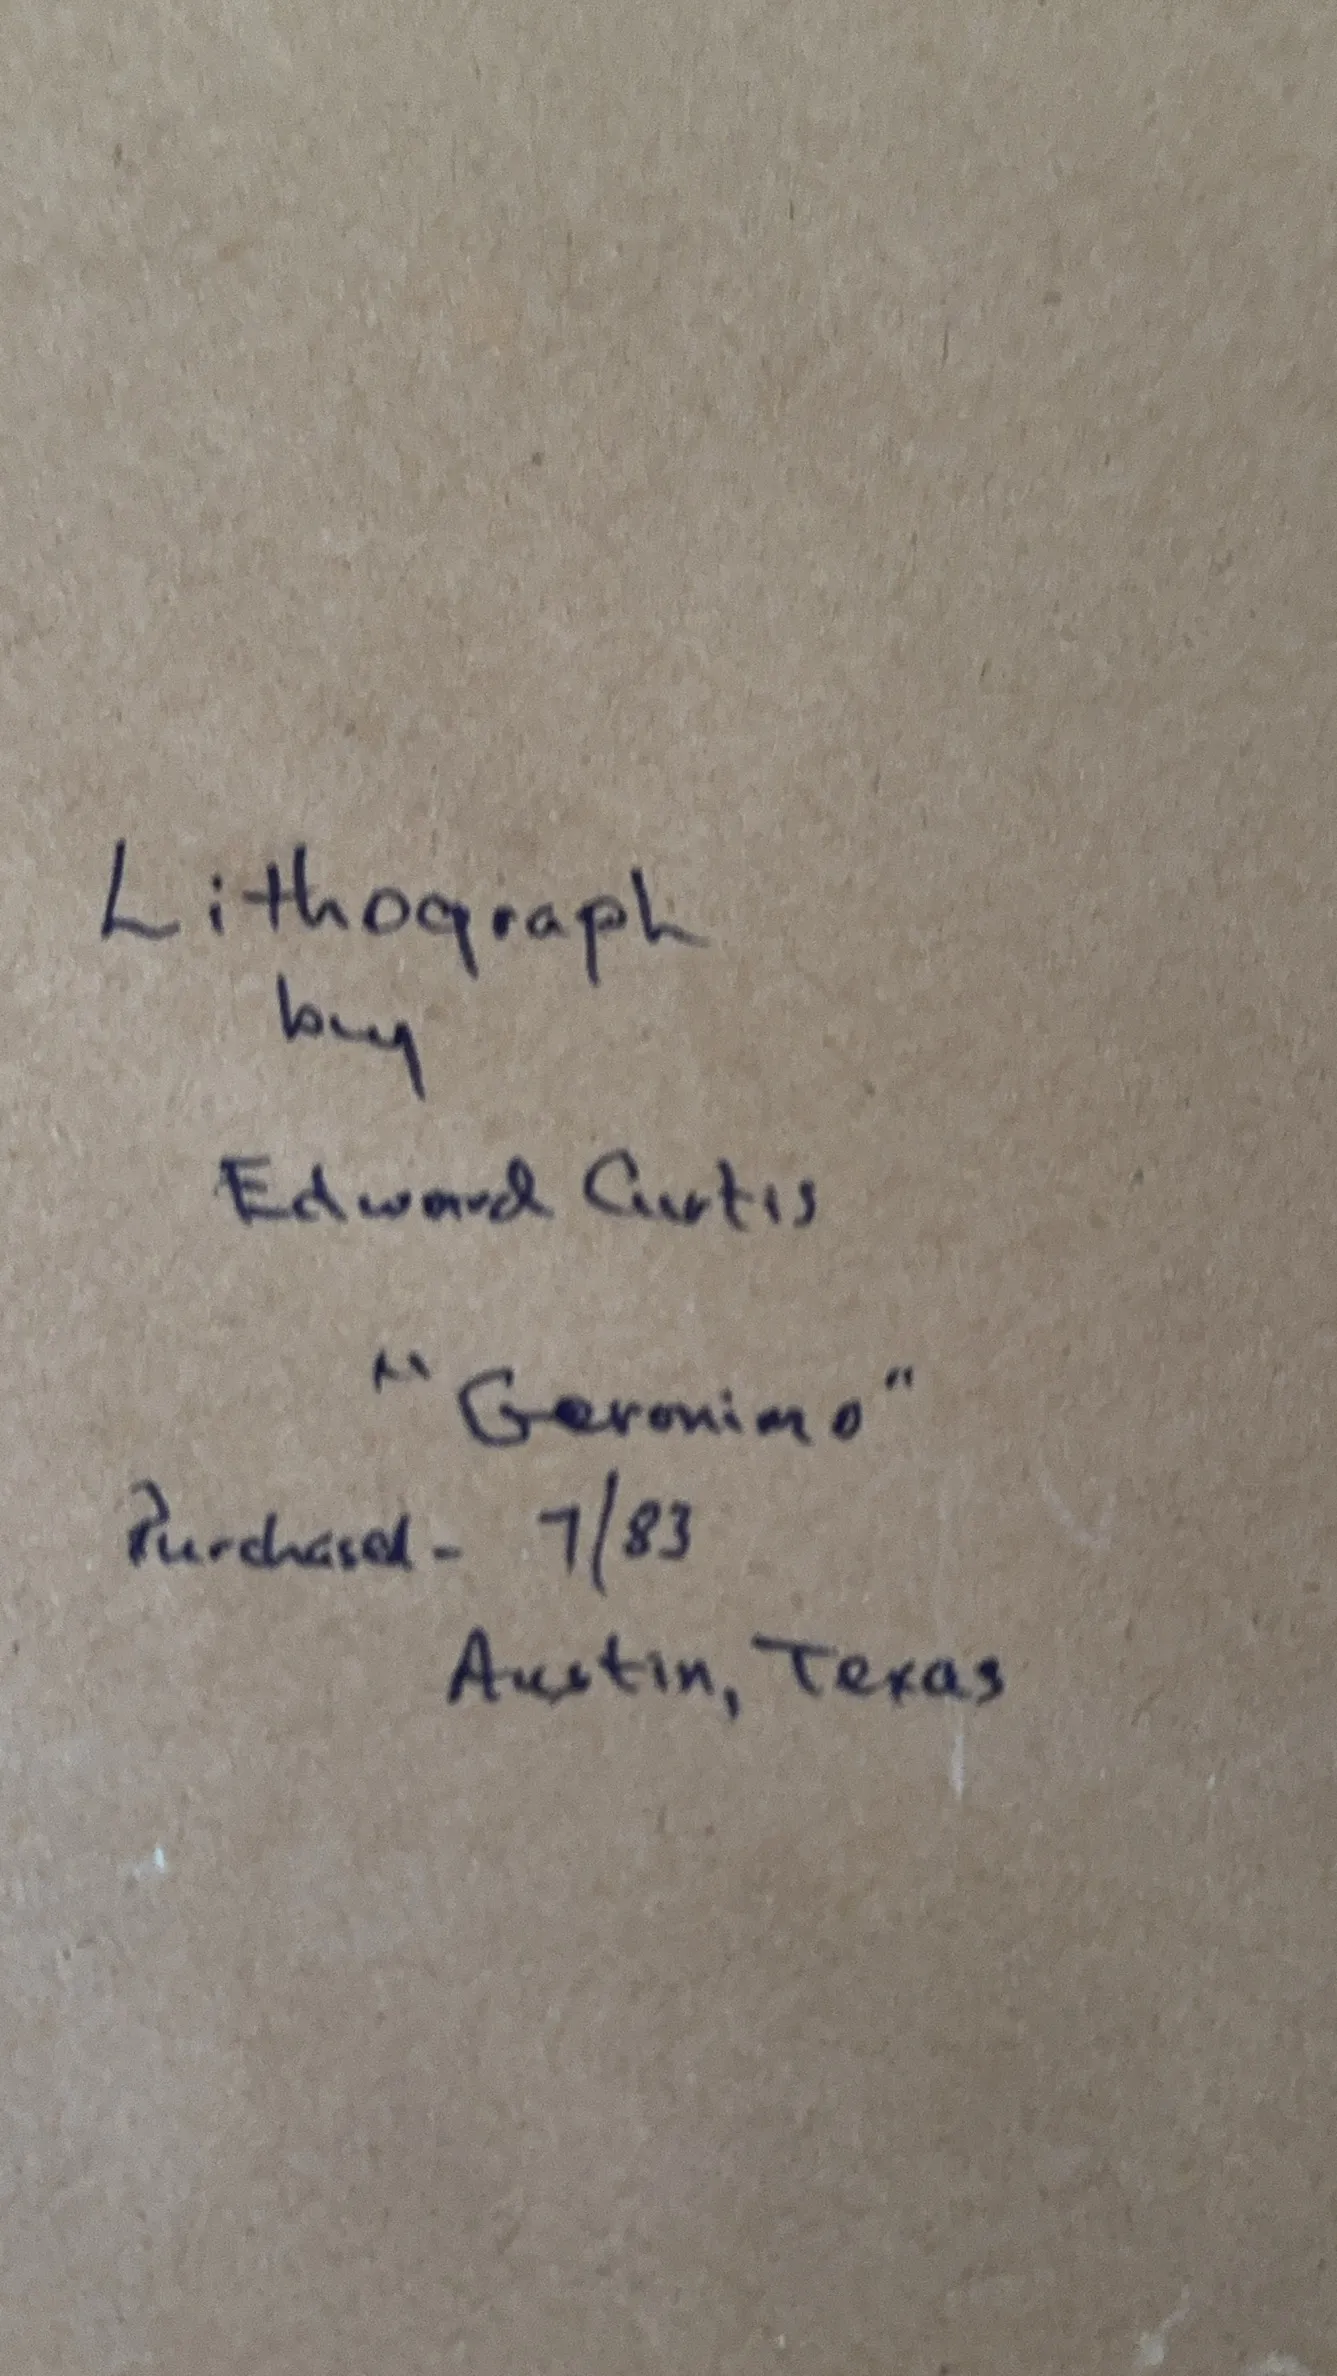 Lithograph
by
Edward Curtis
"Geronimo"
Purchased - 7/83
Austin, Texas